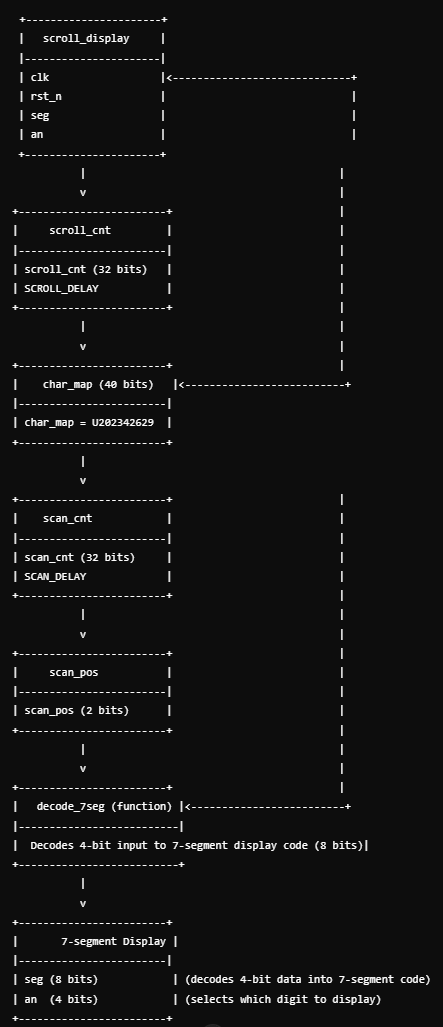 scroll_display
clk
rst_n
seg
an
v
scroll_cnt
scroll_cnt (32 bits)
SCROLL_DELAY
v
char_map (40 bits)
char_map = U202342629
v
scan_cnt
scan_cnt (32 bits)
SCAN_DELAY
v
scan_pos
scan_pos (2 bits)
v
decode_7seg (function)
Decodes 4-bit input to 7-segment display code (8 bits)
v
7-segment Display
seg (8 bits) (decodes 4-bit data into 7-segment code)
an (4 bits) (selects which digit to display)